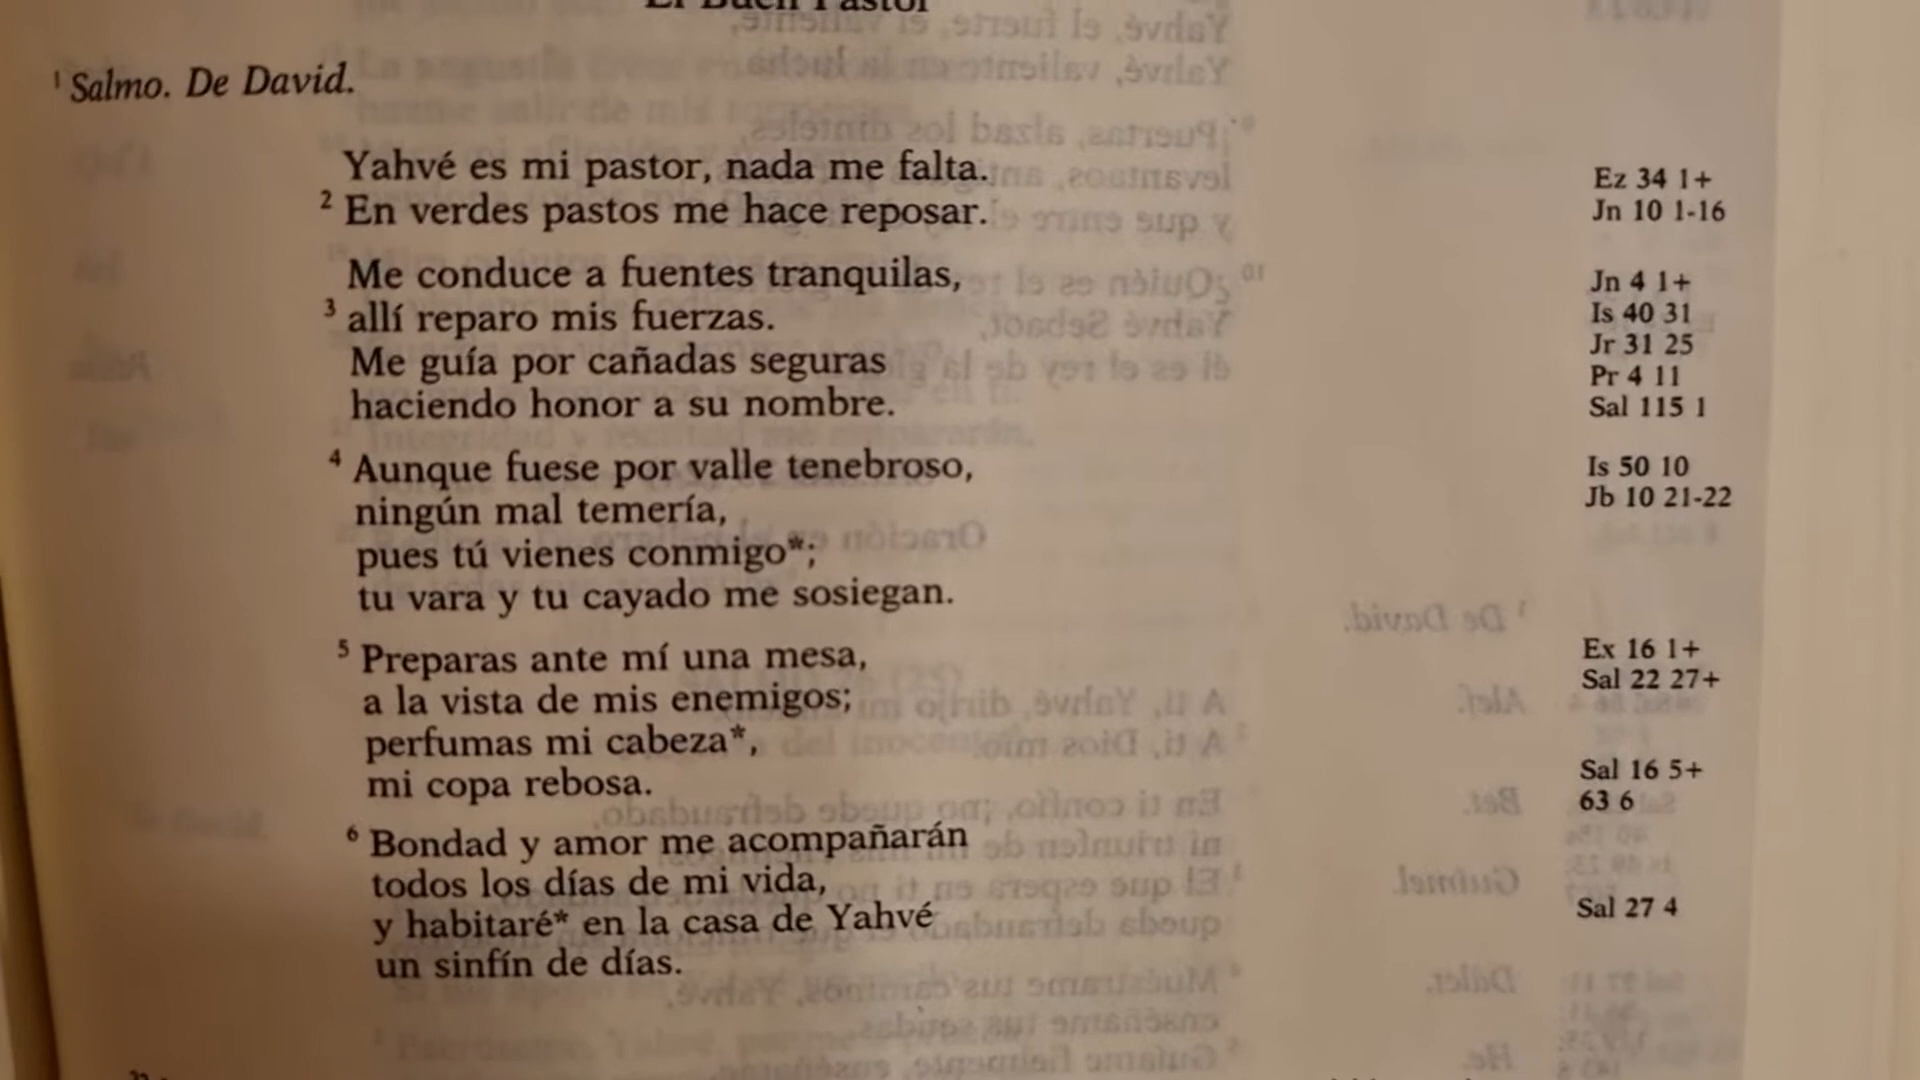 El Buen Pastor
¹ Salmo. De David.
Yahvé es mi pastor, nada me falta.
² En verdes pastos me hace reposar.
Me conduce a fuentes tranquilas,
³ allí reparo mis fuerzas.
Me guía por cañadas seguras
haciendo honor a su nombre.
⁴ Aunque fuese por valle tenebroso,
ningún mal temería,
pues tú vienes conmigo*;
tu vara y tu cayado me sosiegan.
⁵ Preparas ante mí una mesa,
a la vista de mis enemigos;
perfumas mi cabeza*,
mi copa rebosa.
⁶ Bondad y amor me acompañarán
todos los días de mi vida,
y habitaré* en la casa de Yahvé
un sinfín de días.
Ez 34 1+
Jn 10 1-16
Jn 4 1+
Is 40 31
Jr 31 25
Pr 4 11
Sal 115 1
Is 50 10
Jb 10 21-22
Ex 16 1+
Sal 22 27+
Sal 16 5+
63 6
Sal 27 4